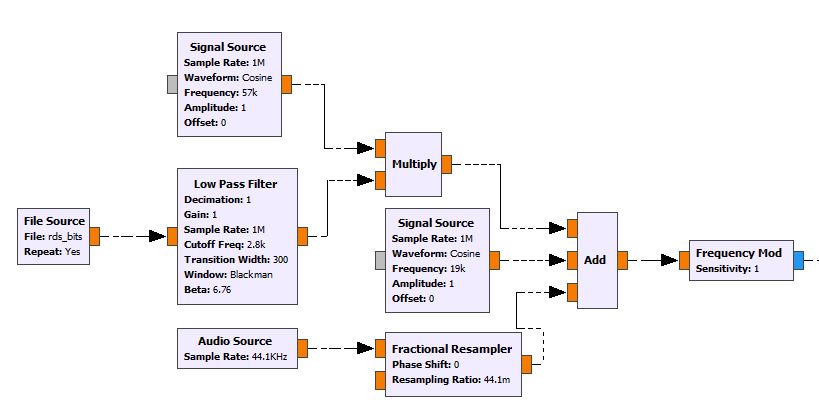 Signal Source
Sample Rate: 1M
Waveform: Cosine
Frequency: 57k
Amplitude: 1
Offset: 0
Multiply
Low Pass Filter
Decimation: 1
Gain: 1
Sample Rate: 1M
Cutoff Freq: 2.8k
Transition Width: 300
Window: Blackman
Beta: 6.76
File Source
File: rds_bits
Repeat: Yes
Signal Source
Sample Rate: 1M
Waveform: Cosine
Frequency: 19k
Amplitude: 1
Offset: 0
Add
Frequency Mod
Sensitivity: 1
Audio Source
Sample Rate: 44.1KHz
Fractional Resampler
Phase Shift: 0
Resampling Ratio: 44.1m